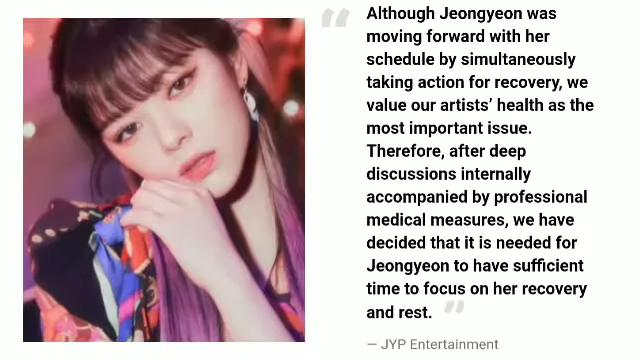 Although Jeongyeon was
moving forward with her
schedule by simultaneously
taking action for recovery, we
value our artists’ health as the
most important issue.
Therefore, after deep
discussions internally
accompanied by professional
medical measures, we have
decided that it is needed for
Jeongyeon to have sufficient
time to focus on her recovery
and rest.
— JYP Entertainment